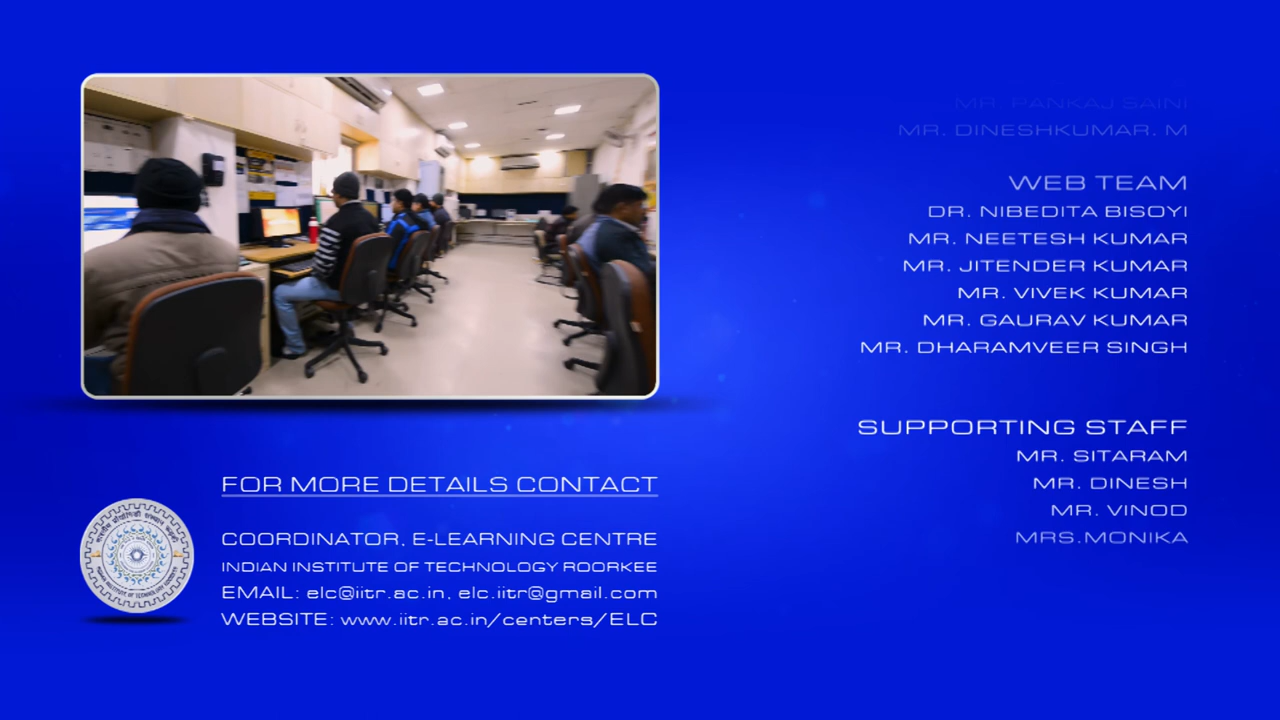 MR. PANKAJ SAINI
MR. DINESHKUMAR. M
WEB TEAM
DR. NIBEDITA BISOYI
MR. NEETESH KUMAR
MR. JITENDER KUMAR
MR. VIVEK KUMAR
MR. GAURAV KUMAR
MR. DHARAMVEER SINGH
SUPPORTING STAFF
MR. SITARAM
MR. DINESH
MR. VINOD
MRS.MONIKA
FOR MORE DETAILS CONTACT
COORDINATOR, E-LEARNING CENTRE
INDIAN INSTITUTE OF TECHNOLOGY ROORKEE
EMAIL: elc@iitr.ac.in, elc.iitr@gmail.com
WEBSITE: www.iitr.ac.in/centers/ELC